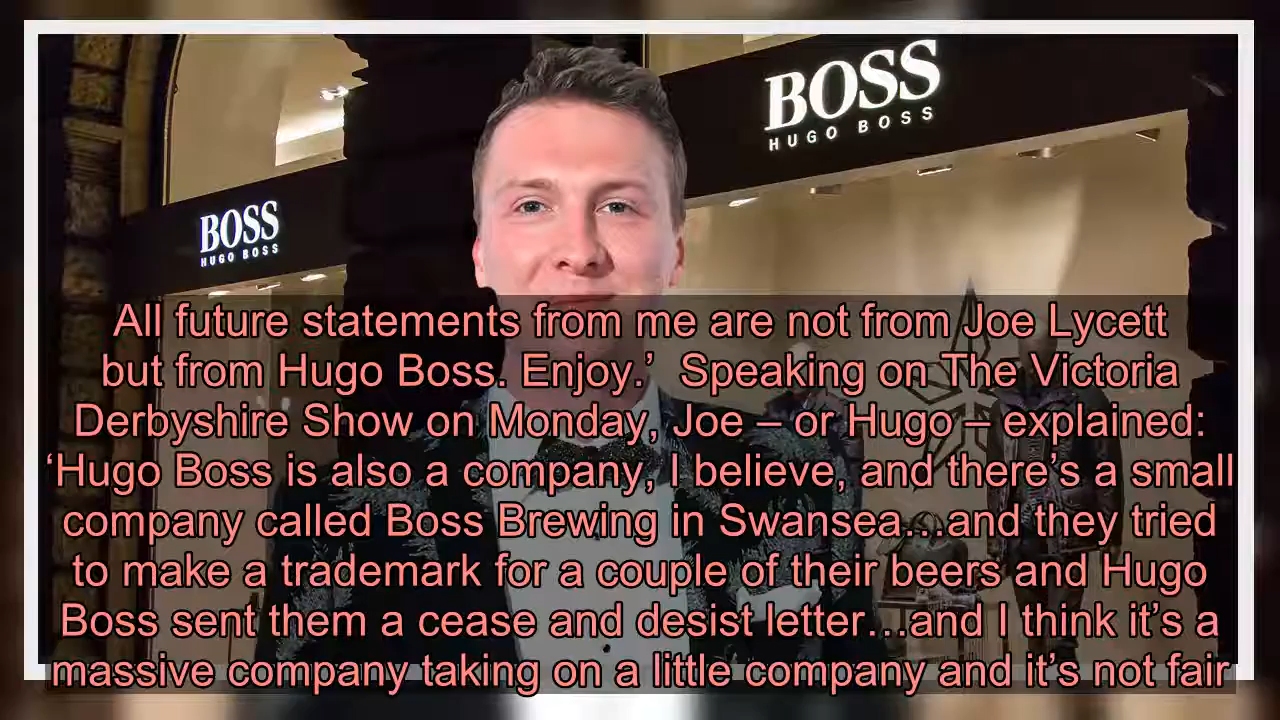 BOSS
HUGO BOSS
BOSS
HUGO BOSS
All future statements from me are not from Joe Lycett
but from Hugo Boss. Enjoy.’  Speaking on The Victoria
Derbyshire Show on Monday, Joe – or Hugo – explained:
‘Hugo Boss is also a company, I believe, and there’s a small
company called Boss Brewing in Swansea…and they tried
to make a trademark for a couple of their beers and Hugo
Boss sent them a cease and desist letter…and I think it’s a
massive company taking on a little company and it’s not fair